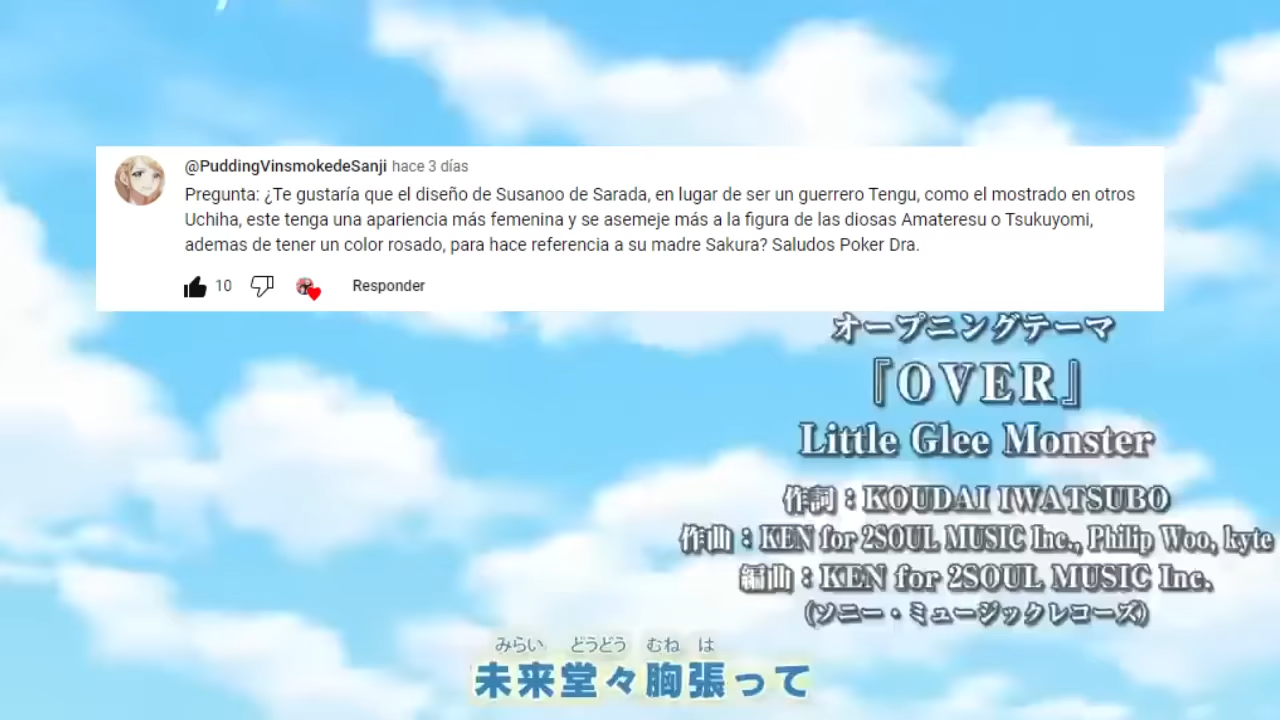 @PuddingVinsmokedeSanji hace 3 días
Pregunta: ¿Te gustaría que el diseño de Susanoo de Sarada, en lugar de ser un guerrero Tengu, como el mostrado en otros
Uchiha, este tenga una apariencia más femenina y se asemeje más a la figura de las diosas Amateresu o Tsukuyomi,
ademas de tener un color rosado, para hace referencia a su madre Sakura? Saludos Poker Dra.
10 Responder
オープニングテーマ
『OVER』
Little Glee Monster
作詞：KOUDAI IWATSUBO
作曲：KEN for 2SOUL MUSIC Inc., Philip Woo, kyte
編曲：KEN for 2SOUL MUSIC Inc.
(ソニー・ミュージックレコーズ)
みらい どうどう むね は
未来堂々胸張って